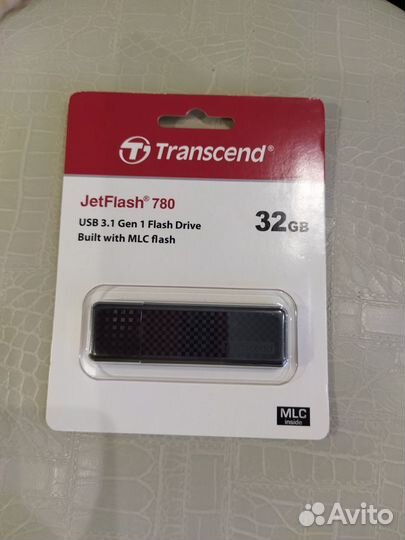 Transcend
JetFlash® 780
USB 3.1 Gen 1 Flash Drive
Built with MLC flash
32GB
MLC
inside
Avito